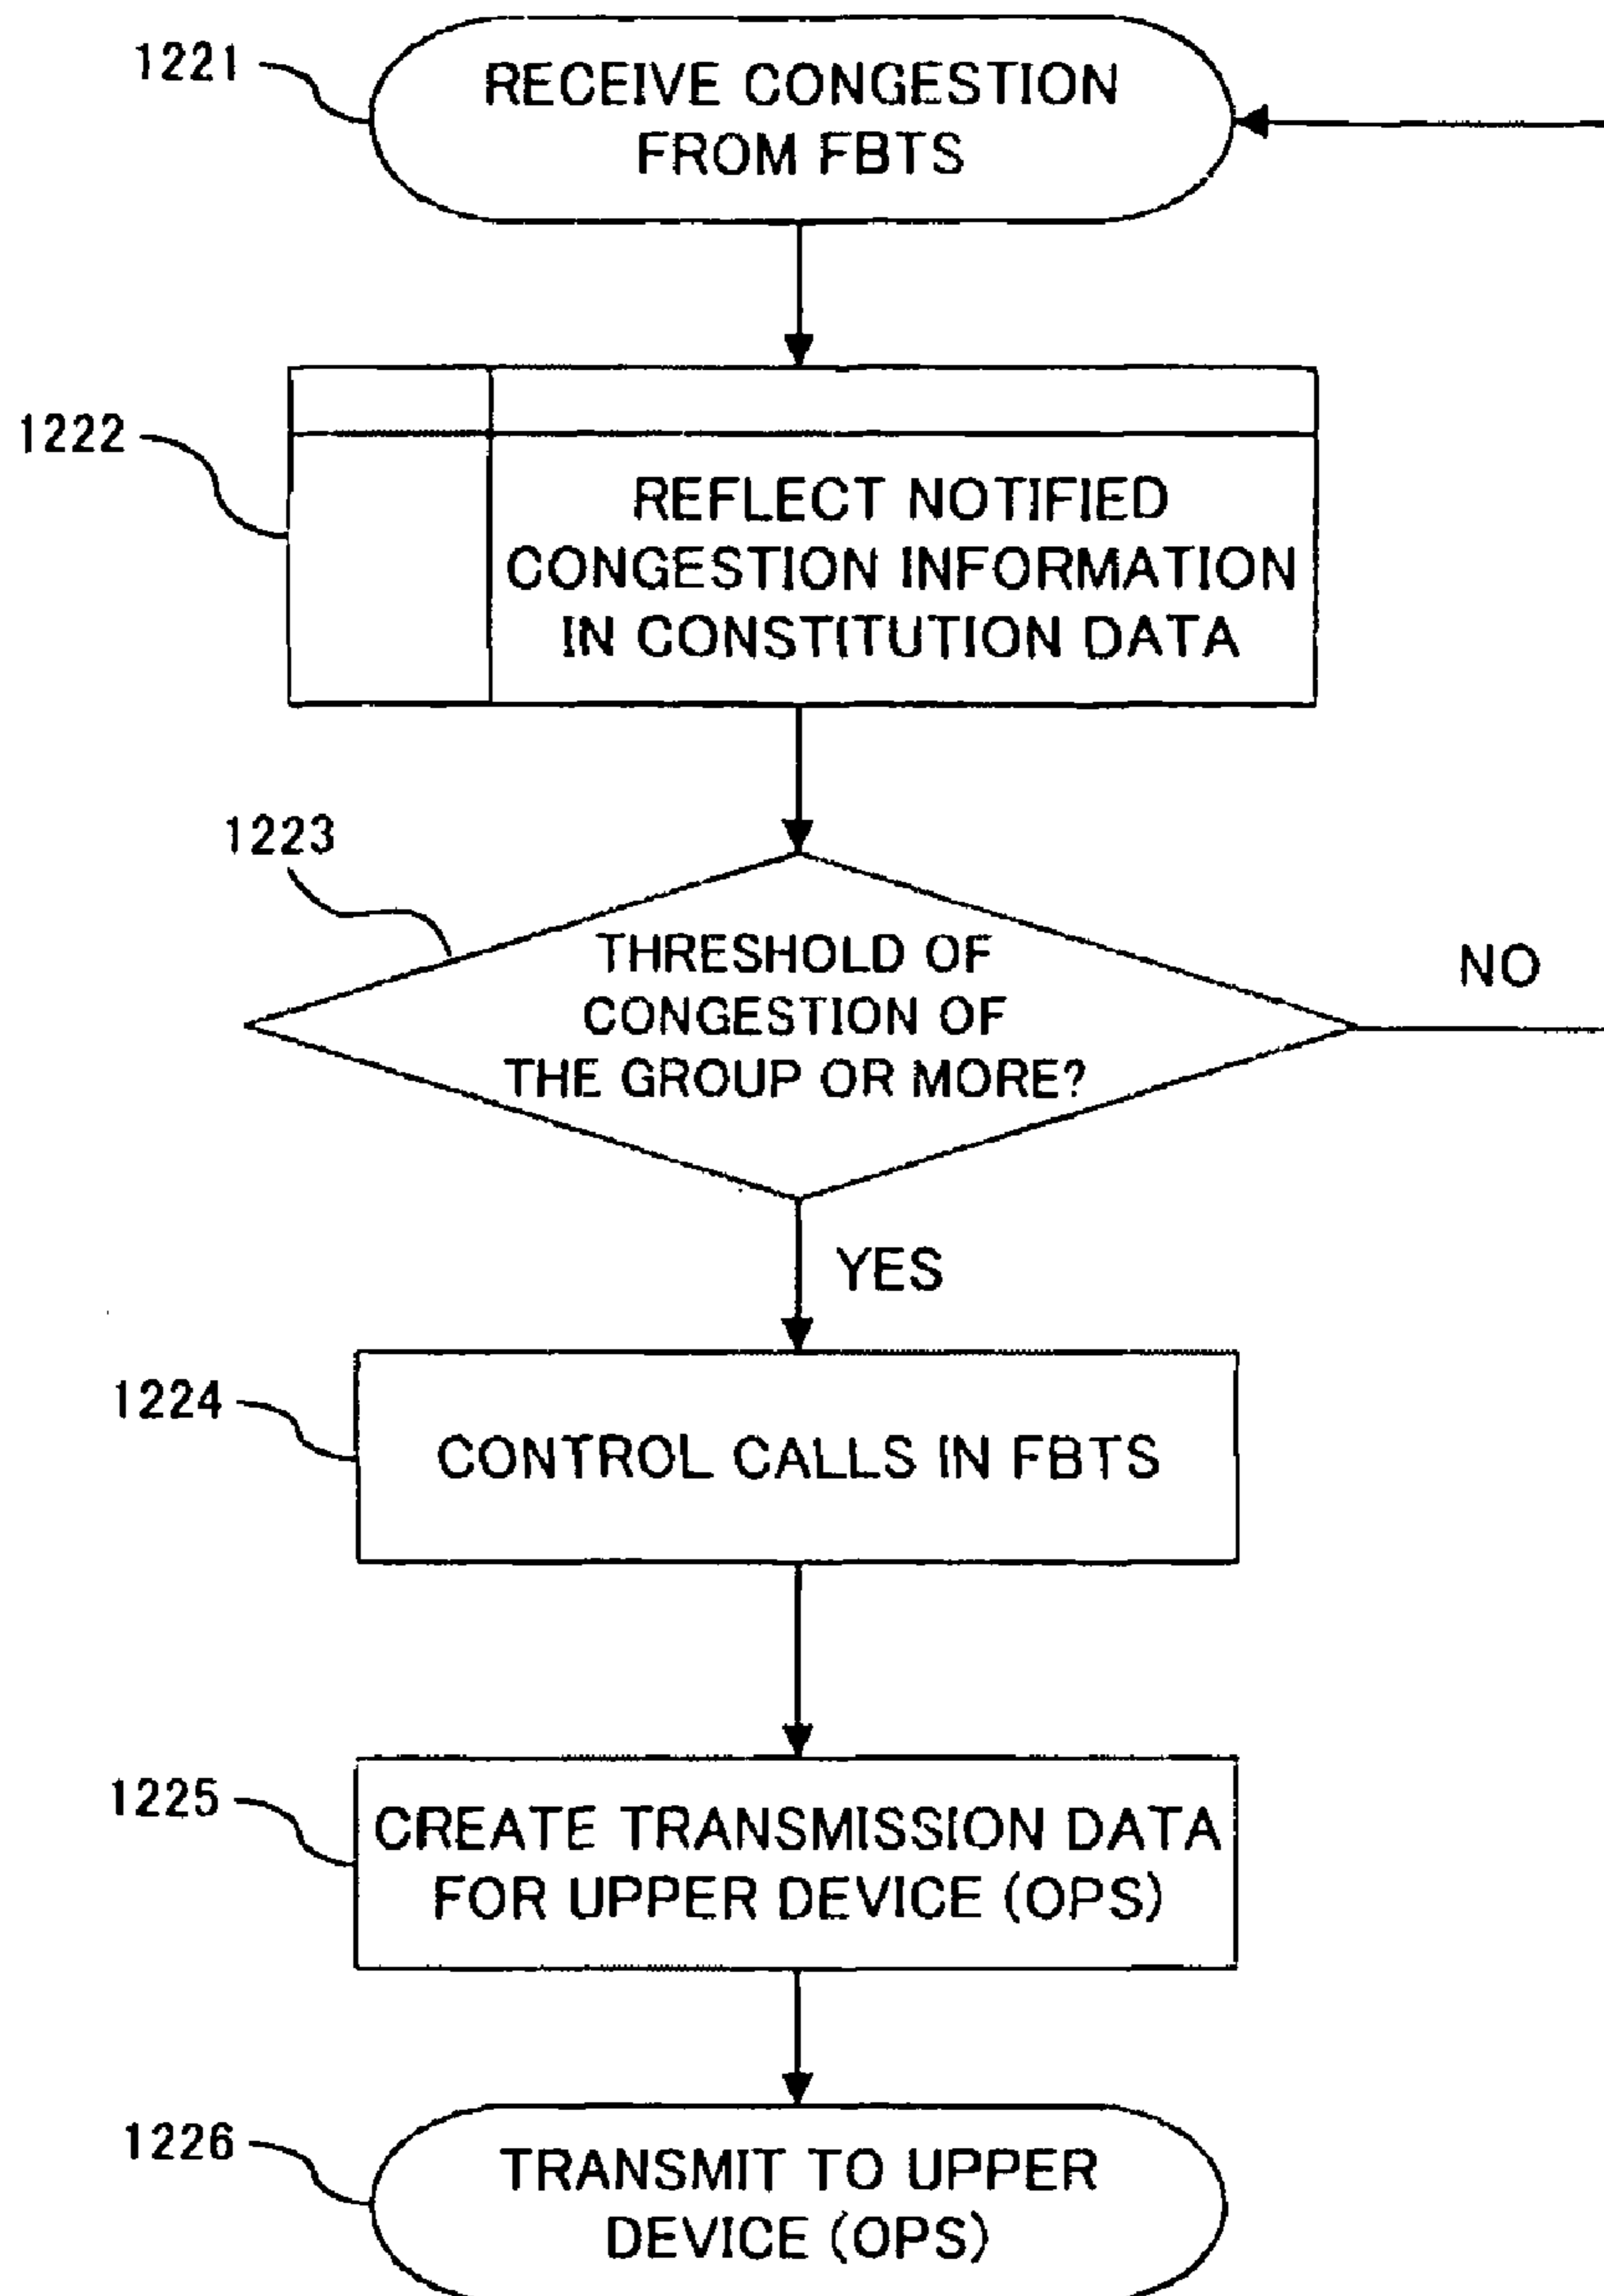 1221
RECEIVE CONGESTION
FROM FBTS
1222
REFLECT NOTIFIED
CONGESTION INFORMATION
IN CONSTITUTION DATA
1223
THRESHOLD OF
CONGESTION OF
THE GROUP OR MORE?
NO
YES
1224
CONTROL CALLS IN FBTS
1225
CREATE TRANSMISSION DATA
FOR UPPER DEVICE (OPS)
1226
TRANSMIT TO UPPER
DEVICE (OPS)